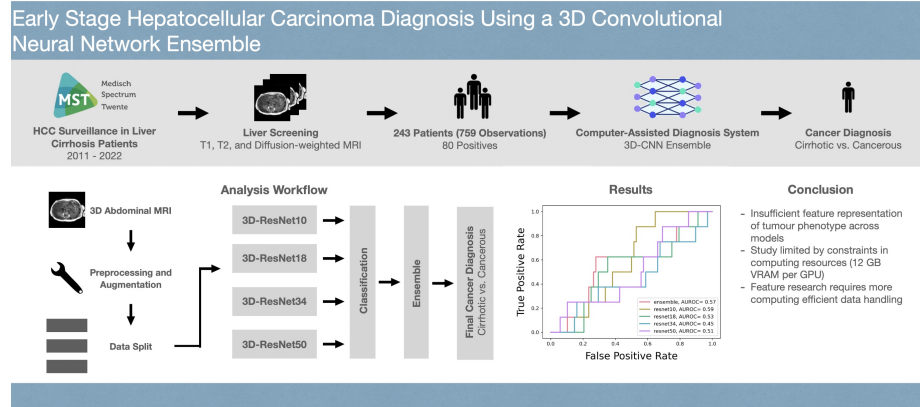 Early Stage Hepatocellular Carcinoma Diagnosis Using a 3D Convolutional
Neural Network Ensemble
MST
Medisch
Spectrum
Twente
HCC Surveillance in Liver
Cirrhosis Patients
2011 - 2022
Liver Screening
T1, T2, and Diffusion-weighted MRI
243 Patients (759 Observations)
80 Positives
Computer-Assisted Diagnosis System
3D-CNN Ensemble
Cancer Diagnosis
Cirrhotic vs. Cancerous
Analysis Workflow
3D Abdominal MRI
Preprocessing and
Augmentation
Data Split
3D-ResNet10
3D-ResNet18
3D-ResNet34
3D-ResNet50
Classification
Ensemble
Final Cancer Diagnosis
Cirrhotic vs. Cancerous
Results
True Positive Rate
1.0
0.8
0.6
0.4
0.2
0.0
0.0 0.2 0.4 0.6 0.8 1.0
False Positive Rate
ensemble, AUROC= 0.57
resnet10, AUROC= 0.59
resnet18, AUROC= 0.53
resnet34, AUROC= 0.45
resnet50, AUROC= 0.51
Conclusion
- Insufficient feature representation
of tumour phenotype across
models
- Study limited by constraints in
computing resources (12 GB
VRAM per GPU)
- Feature research requires more
computing efficient data handling